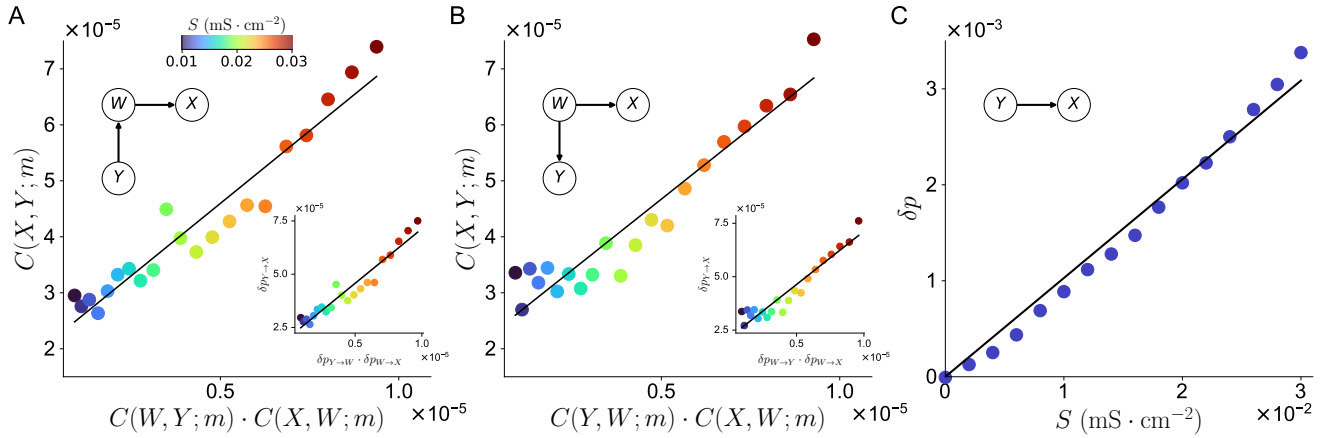 A
×10⁻⁵
S (mS · cm⁻²)
0.01 0.02 0.03
7
6
5
4
3
2
C(X, Y; m)
W
X
Y
0.5
1.0
×10⁻⁵
C(W, Y; m) · C(X, W; m)
×10⁻⁵
7.5
5.0
2.5
δp_{Y→X}
0.5
1.0
×10⁻⁵
δp_{Y→W} · δp_{W→X}
B
×10⁻⁵
7
6
5
4
3
2
C(X, Y; m)
W
X
Y
0.5
1.0
×10⁻⁵
C(Y, W; m) · C(X, W; m)
×10⁻⁵
7.5
5.0
2.5
δp_{Y→X}
0.5
1.0
×10⁻⁵
δp_{W→Y} · δp_{W→X}
C
×10⁻³
3
2
1
0
δp
Y
X
0
1
2
3
×10⁻²
S (mS · cm⁻²)